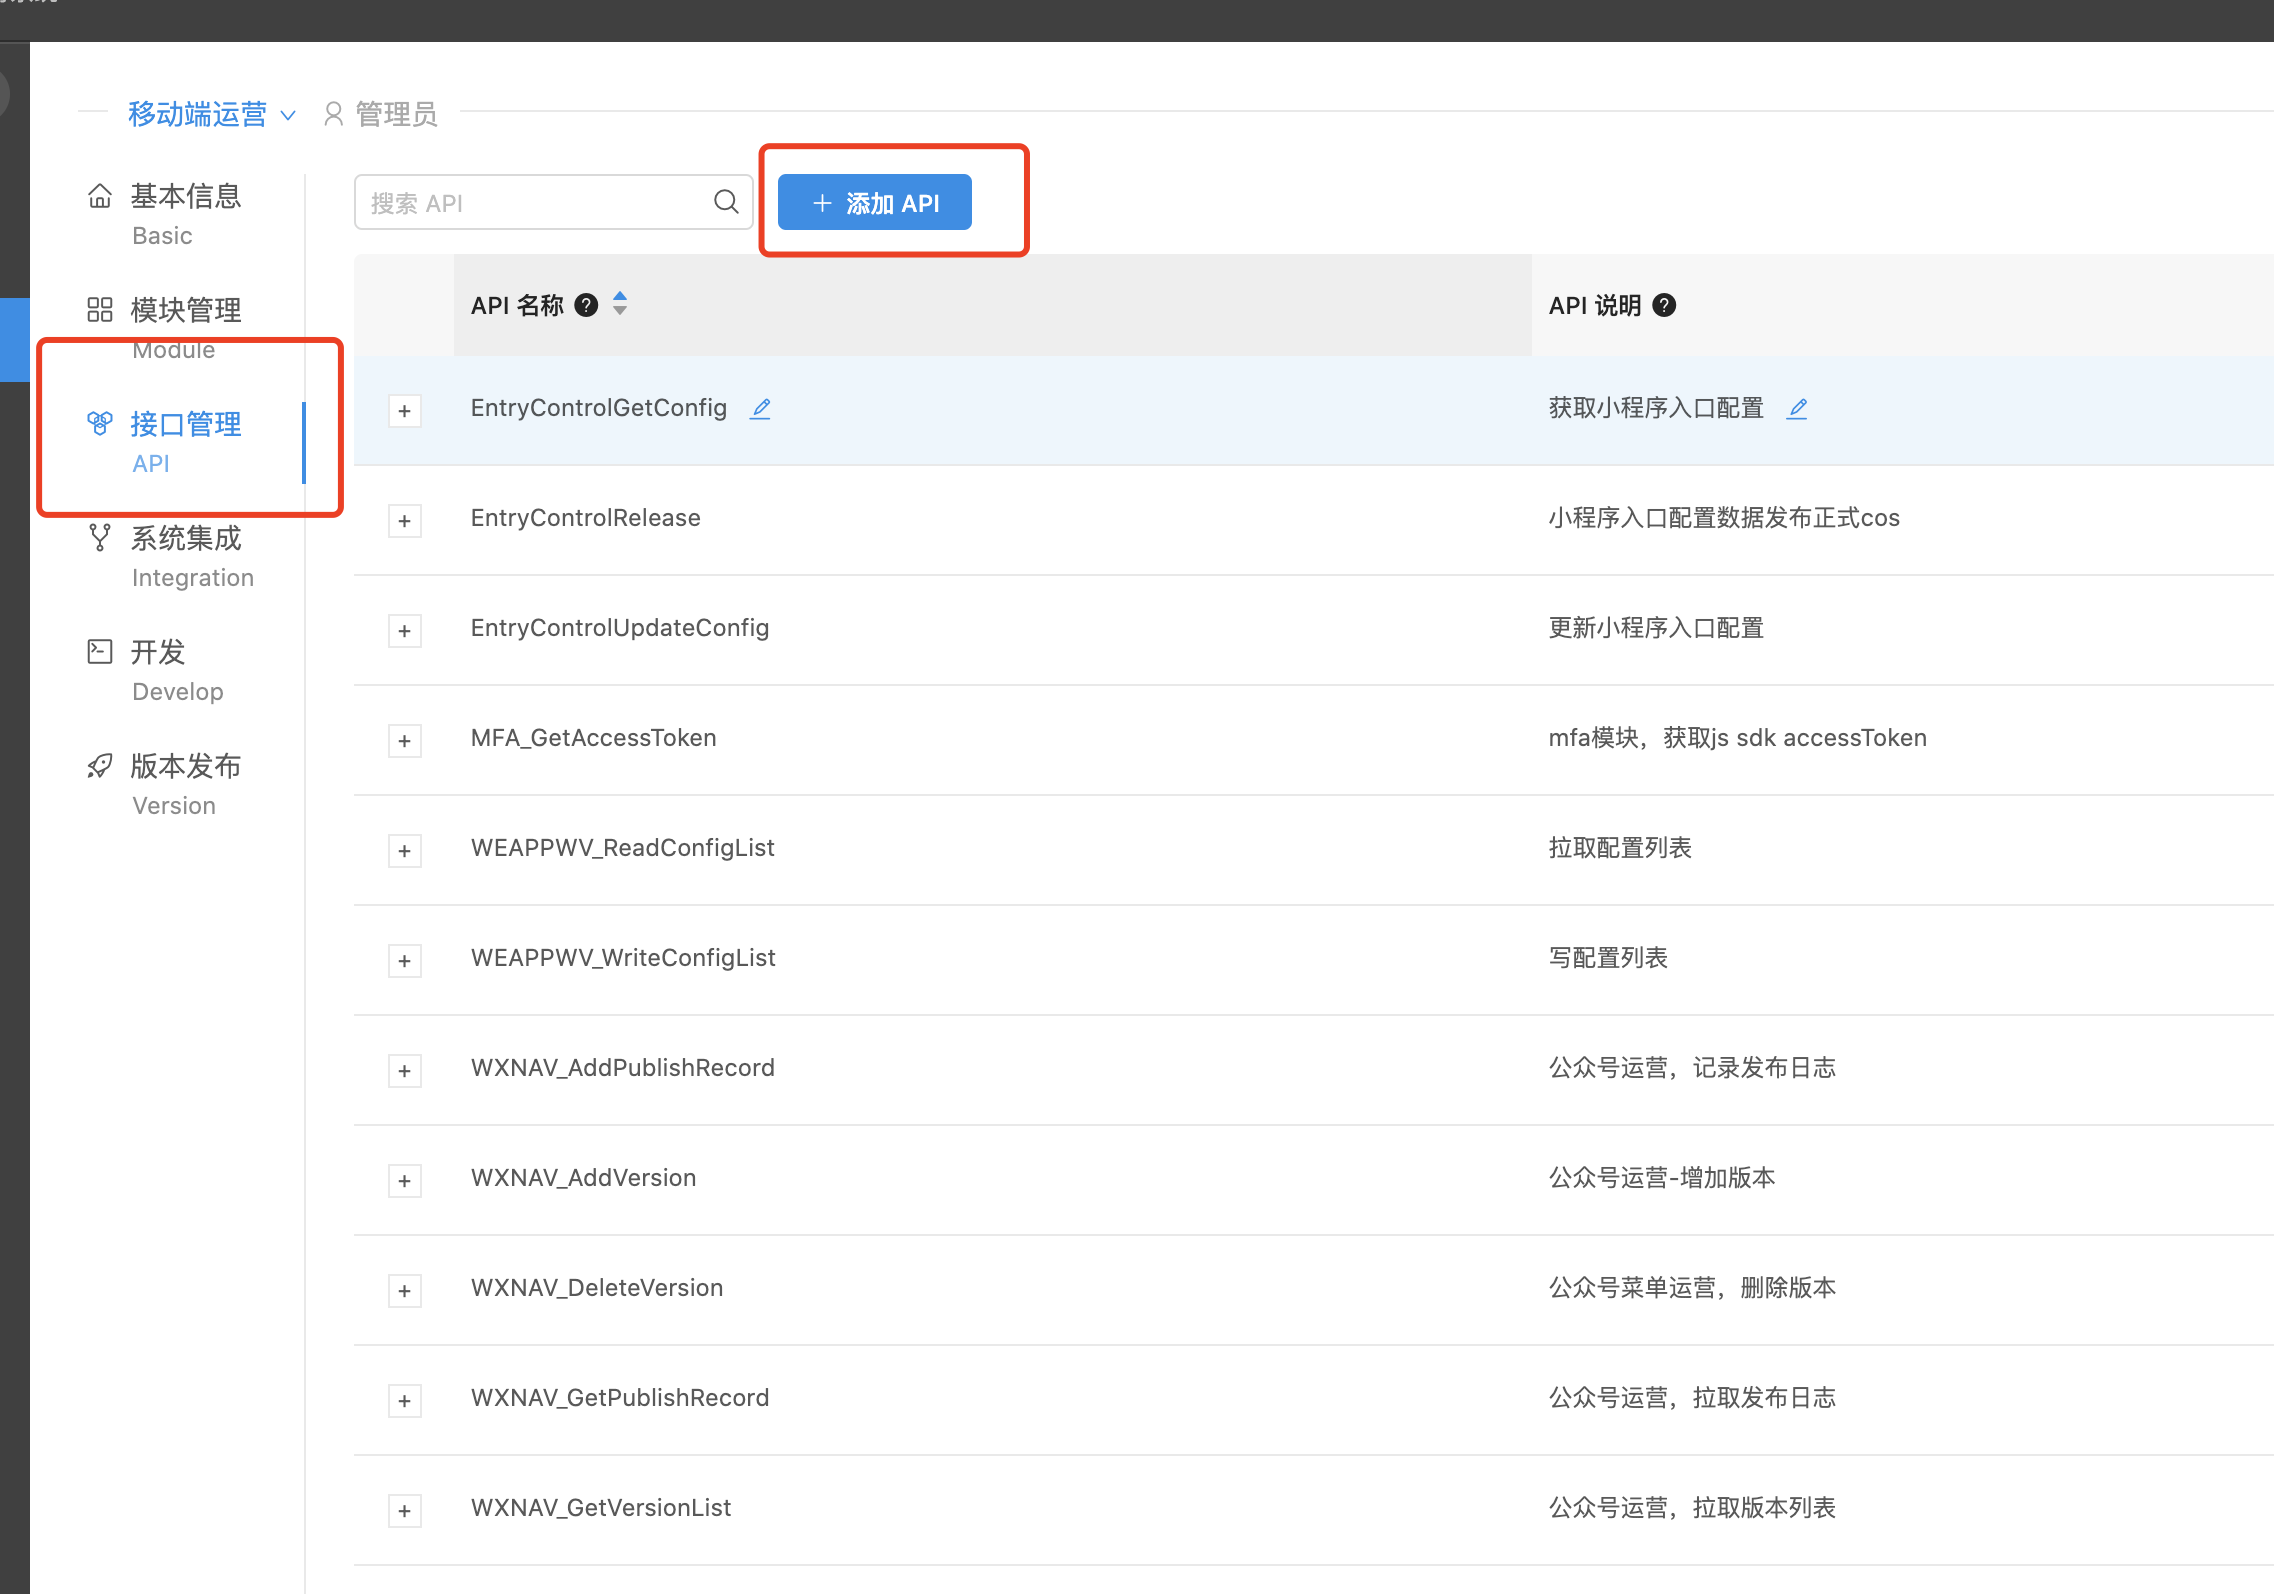 移动端运营 管理员
基本信息
Basic
模块管理
Module
接口管理
API
系统集成
Integration
开发
Develop
版本发布
Version
搜索 API
+ 添加 API
API 名称 API 说明
EntryControlGetConfig 获取小程序入口配置
EntryControlRelease 小程序入口配置数据发布正式cos
EntryControlUpdateConfig 更新小程序入口配置
MFA_GetAccessToken mfa模块，获取js sdk accessToken
WEAPPWV_ReadConfigList 拉取配置列表
WEAPPWV_WriteConfigList 写配置列表
WXNAV_AddPublishRecord 公众号运营，记录发布日志
WXNAV_AddVersion 公众号运营-增加版本
WXNAV_DeleteVersion 公众号菜单运营，删除版本
WXNAV_GetPublishRecord 公众号运营，拉取发布日志
WXNAV_GetVersionList 公众号运营，拉取版本列表